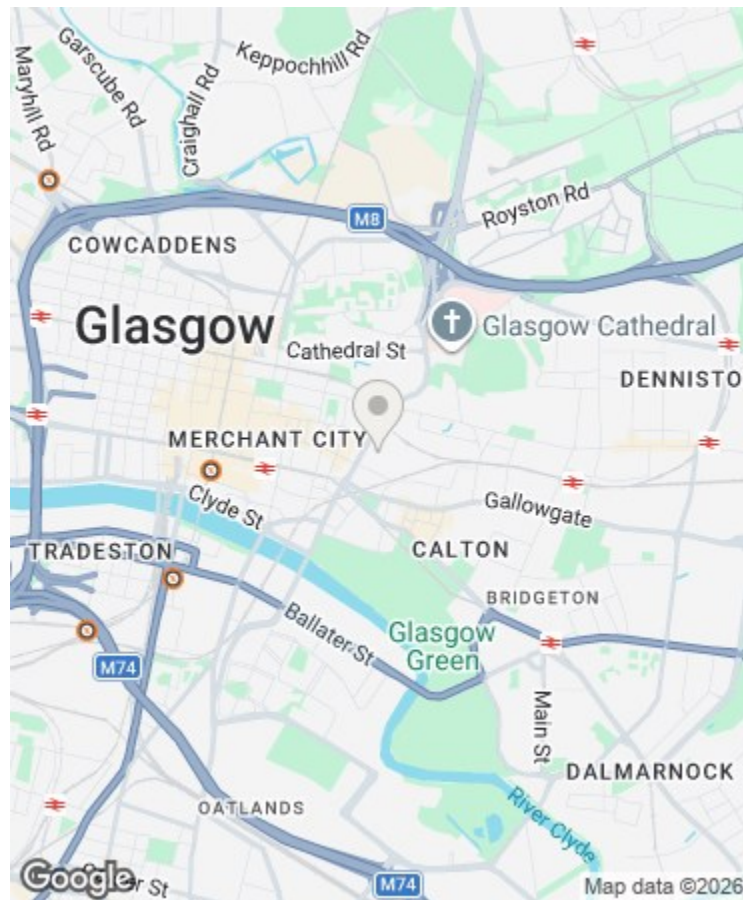 Keppochhill Rd
Garscube Rd
Maryhill Rd
Craighall Rd
Royston Rd
M8
COWCADDENS
Glasgow
Glasgow Cathedral
Cathedral St
DENNISTO
MERCHANT CITY
Clyde St
Gallowgate
TRADESTON
CALTON
BRIDGETON
Ballater St
Glasgow
Green
M74
Main St
DALMARNOCK
OATLANDS
River Clyde
Google
er St
M74
Map data ©2026